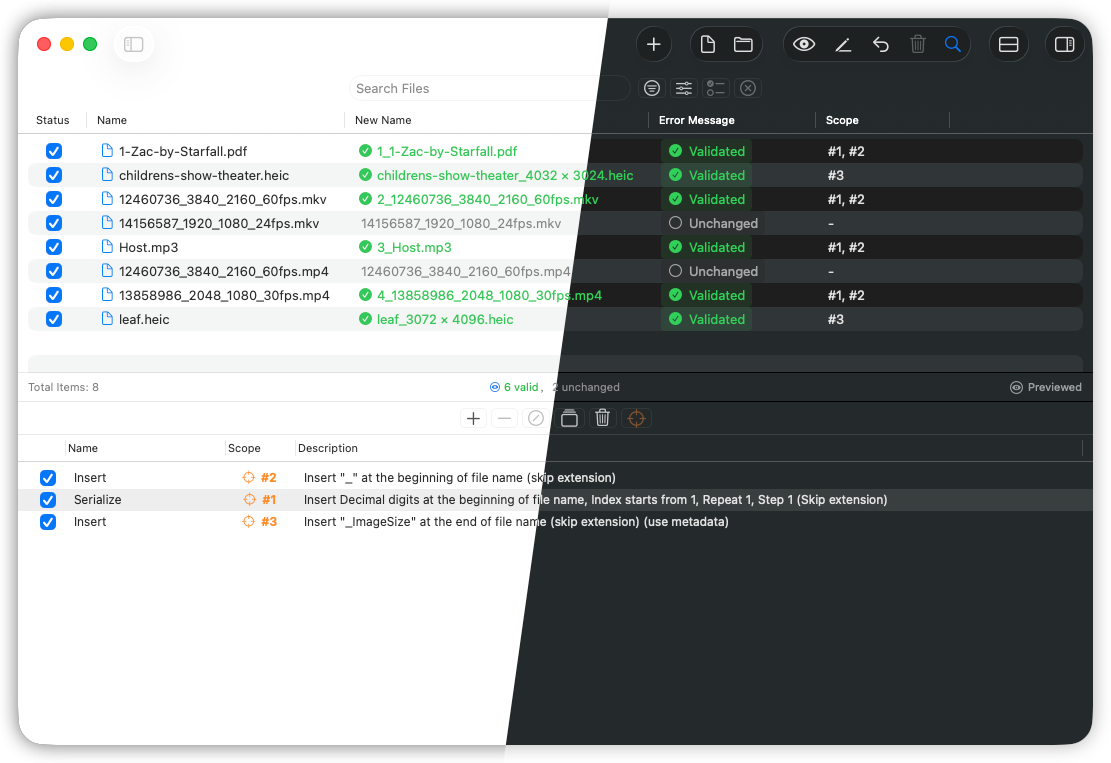 Search Files
Status Name New Name Error Message Scope
1-Zac-by-Starfall.pdf 1_1-Zac-by-Starfall.pdf Validated #1, #2
childrens-show-theater.heic childrens-show-theater_4032 × 3024.heic Validated #3
12460736_3840_2160_60fps.mkv 2_12460736_3840_2160_60fps.mkv Validated #1, #2
14156587_1920_1080_24fps.mkv 14156587_1920_1080_24fps.mkv Unchanged -
Host.mp3 3_Host.mp3 Validated #1, #2
12460736_3840_2160_60fps.mp4 12460736_3840_2160_60fps.mp4 Unchanged -
13858986_2048_1080_30fps.mp4 4_13858986_2048_1080_30fps.mp4 Validated #1, #2
leaf.heic leaf_3072 × 4096.heic Validated #3
Total Items: 8 6 valid, 2 unchanged Previewed
Name Scope Description
Insert #2 Insert "_" at the beginning of file name (skip extension)
Serialize #1 Insert Decimal digits at the beginning of file name, Index starts from 1, Repeat 1, Step 1 (Skip extension)
Insert #3 Insert "_ImageSize" at the end of file name (skip extension) (use metadata)